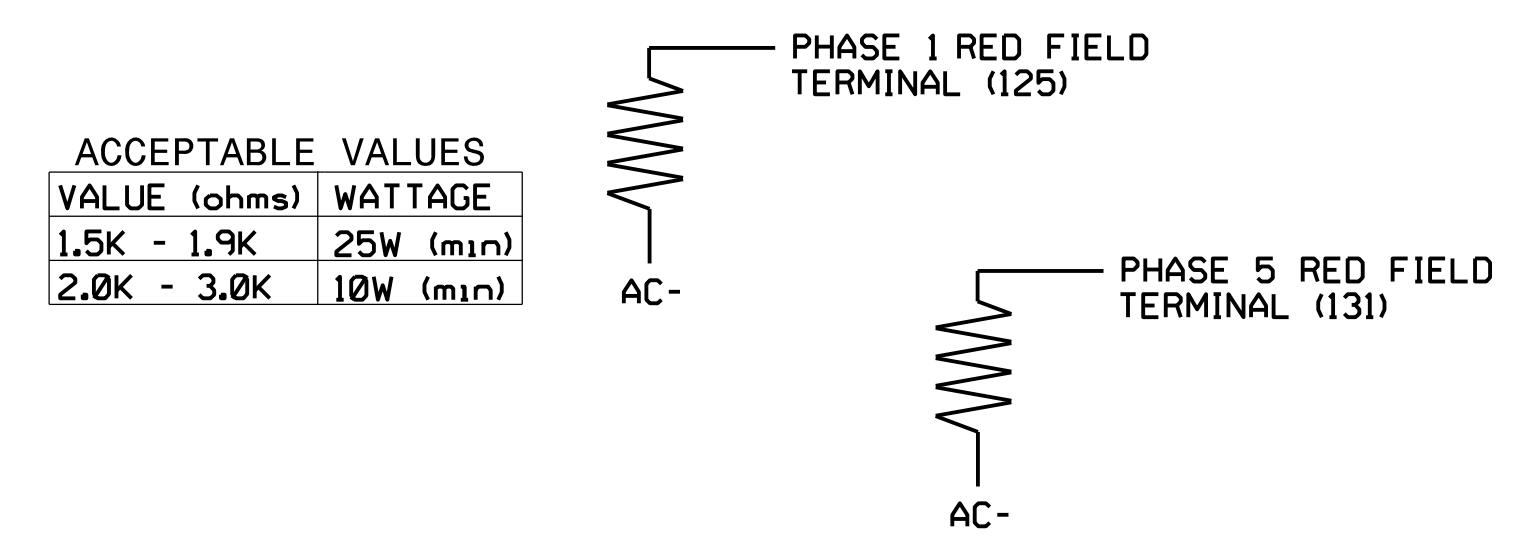 ACCEPTABLE VALUES
VALUE (ohms) WATTAGE
1.5K - 1.9K 25W (min)
2.0K - 3.0K 10W (min)
PHASE 1 RED FIELD
TERMINAL (125)
AC-
PHASE 5 RED FIELD
TERMINAL (131)
AC-